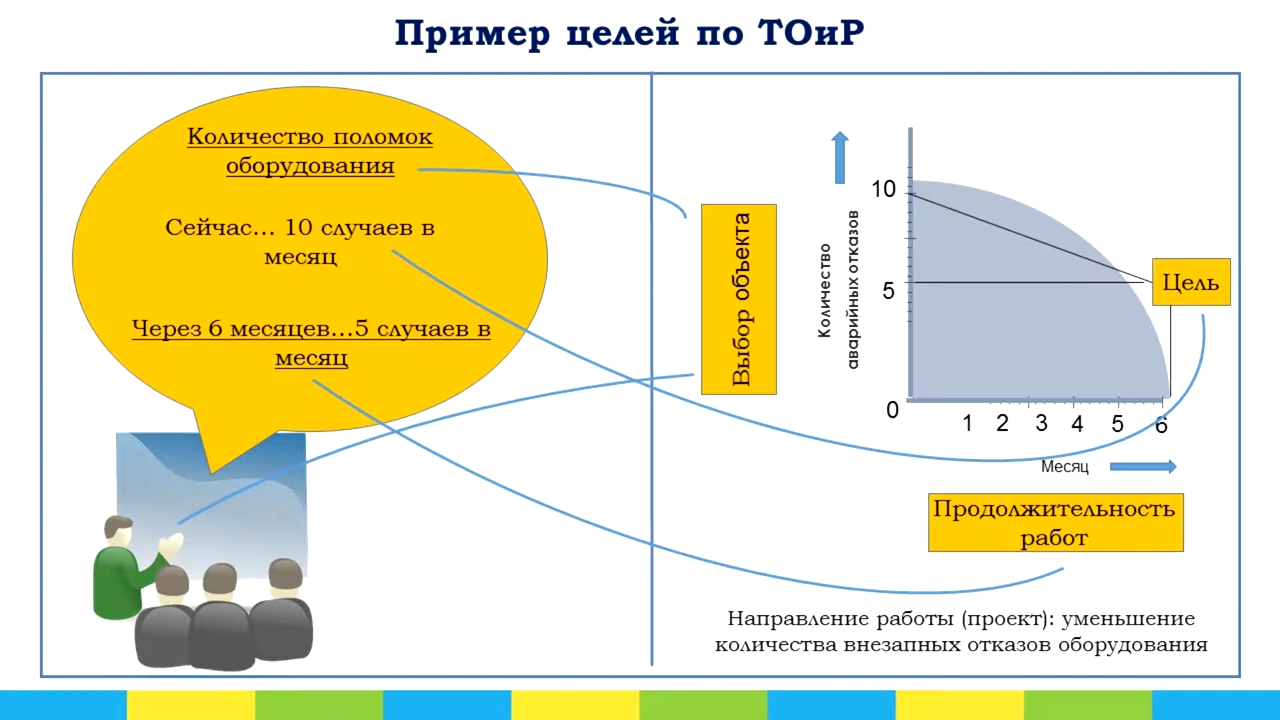 Пример целей по ТОиР
Количество поломок
оборудования
Сейчас... 10 случаев в
месяц
Через 6 месяцев...5 случаев в
месяц
Выбор объекта
Количество
аварийных отказов
10
5
0
1 2 3 4 5 6
Месяц
Цель
Продолжительность
работ
Направление работы (проект): уменьшение
количества внезапных отказов оборудования